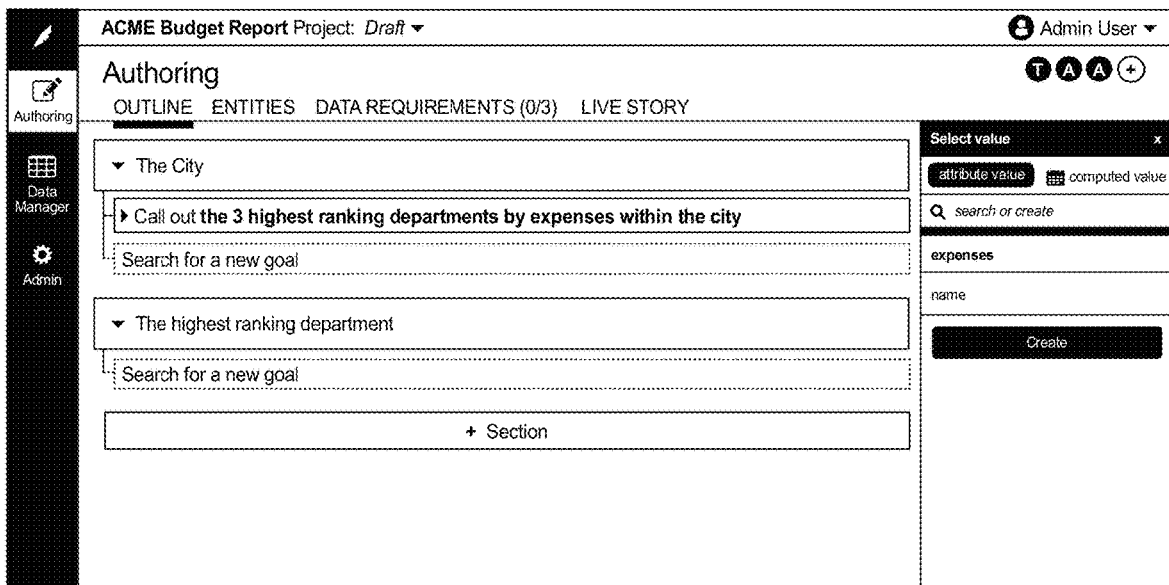 ACME Budget Report Project: Draft
Admin User
Authoring
T A A +
OUTLINE ENTITIES DATA REQUIREMENTS (0/3) LIVE STORY
Authoring
Data
Manager
Admin
The City
Call out the 3 highest ranking departments by expenses within the city
Search for a new goal
The highest ranking department
Search for a new goal
+ Section
Select value x
attribute value computed value
search or create
expenses
name
Create